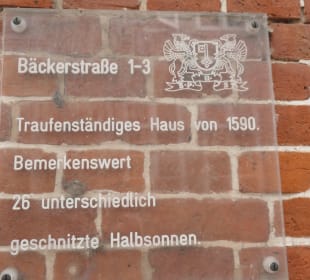 Bäckerstraße 1-3
Traufenständiges Haus von 1590.
Bemerkenswert
26 unterschiedlich
geschnitzte Halbsonnen.